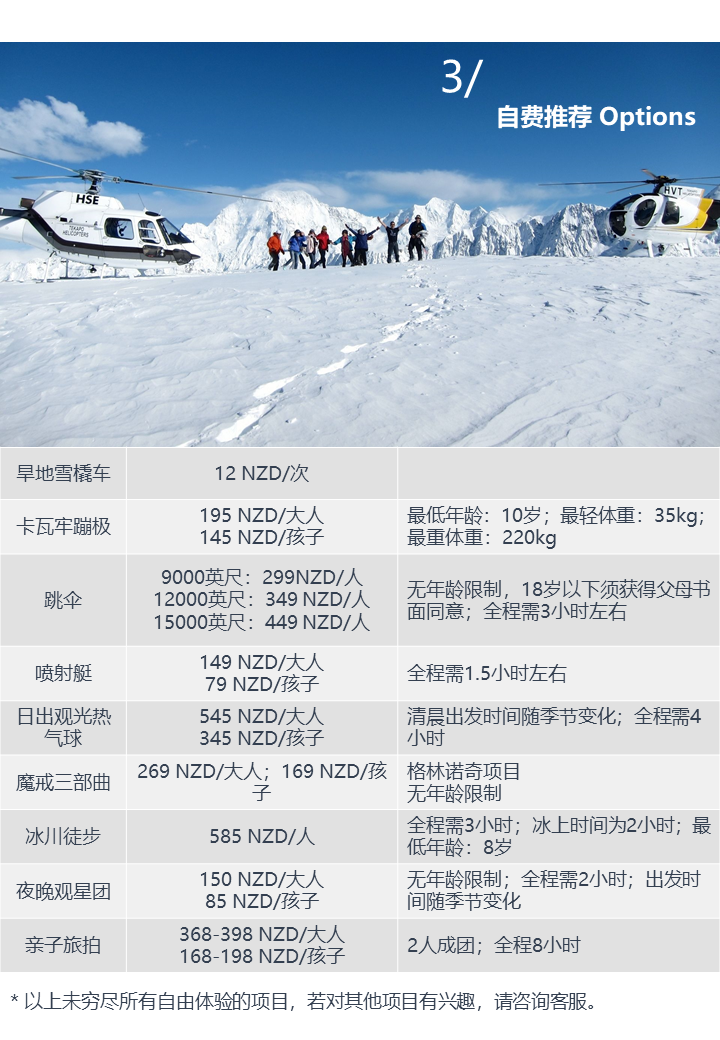 3/
自费推荐 Options
HSE
TEKAPO
HELICOPTERS
HVT
旱地雪橇车
12 NZD/次
卡瓦牢蹦极
195 NZD/大人
145 NZD/孩子
最低年龄：10岁；最轻体重：35kg；
最重体重：220kg
跳伞
9000英尺：299NZD/人
12000英尺：349 NZD/人
15000英尺：449 NZD/人
无年龄限制，18岁以下须获得父母书
面同意；全程需3小时左右
喷射艇
149 NZD/大人
79 NZD/孩子
全程需1.5小时左右
日出观光热
气球
545 NZD/大人
345 NZD/孩子
清晨出发时间随季节变化；全程需4
小时
魔戒三部曲
269 NZD/大人；169 NZD/孩
子
格林诺奇项目
无年龄限制
冰川徒步
585 NZD/人
全程需3小时；冰上时间为2小时；最
低年龄：8岁
夜晚观星团
150 NZD/大人
85 NZD/孩子
无年龄限制；全程需2小时；出发时
间随季节变化
亲子旅拍
368-398 NZD/大人
168-198 NZD/孩子
2人成团；全程8小时
* 以上未穷尽所有自由体验的项目，若对其他项目有兴趣，请咨询客服。